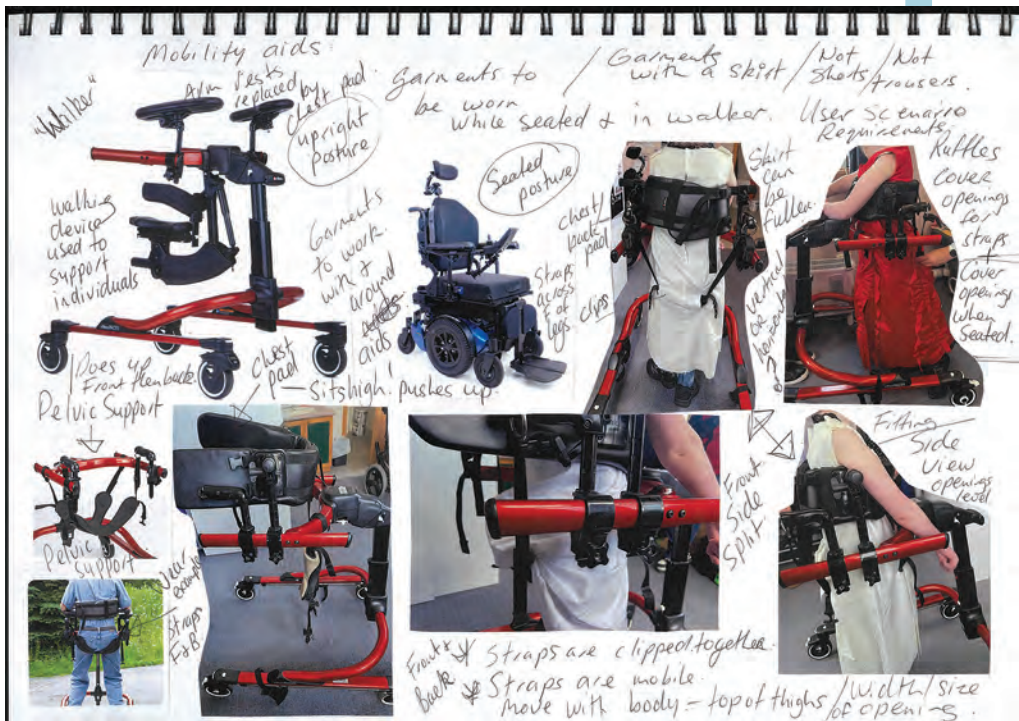 Mobility aids:
"Walker"
Arm rests
replaced by
chest pad.
upright
posture
walking
device
used to
support
individuals
Garments to
be worn
while seated & in walker.
/ Garments
with a skirt
/ Not
Shorts
/ Not
trousers.
User Scenario
Requirements
Garments
to work
with &
around
aids
Seated
posture
chest/
back
pad
Straps
across
F of
legs.
clips
Skirt
can
be
fuller.
or vertical
or
horizontal
Ruffles
cover
openings
for
straps
+
Cover
opening
when
seated.
Does up
Front then back.
Pelvic Support
chest
pad
— Sits high! pushes up.
Pelvic
support
example
Straps
F+B.
Front
Side
Split
Fitting
Side
View
openings
level
Front &
Back
* Straps are clipped together.
* Straps are mobile.
move with body - top of thighs
/ width / size
of opening.